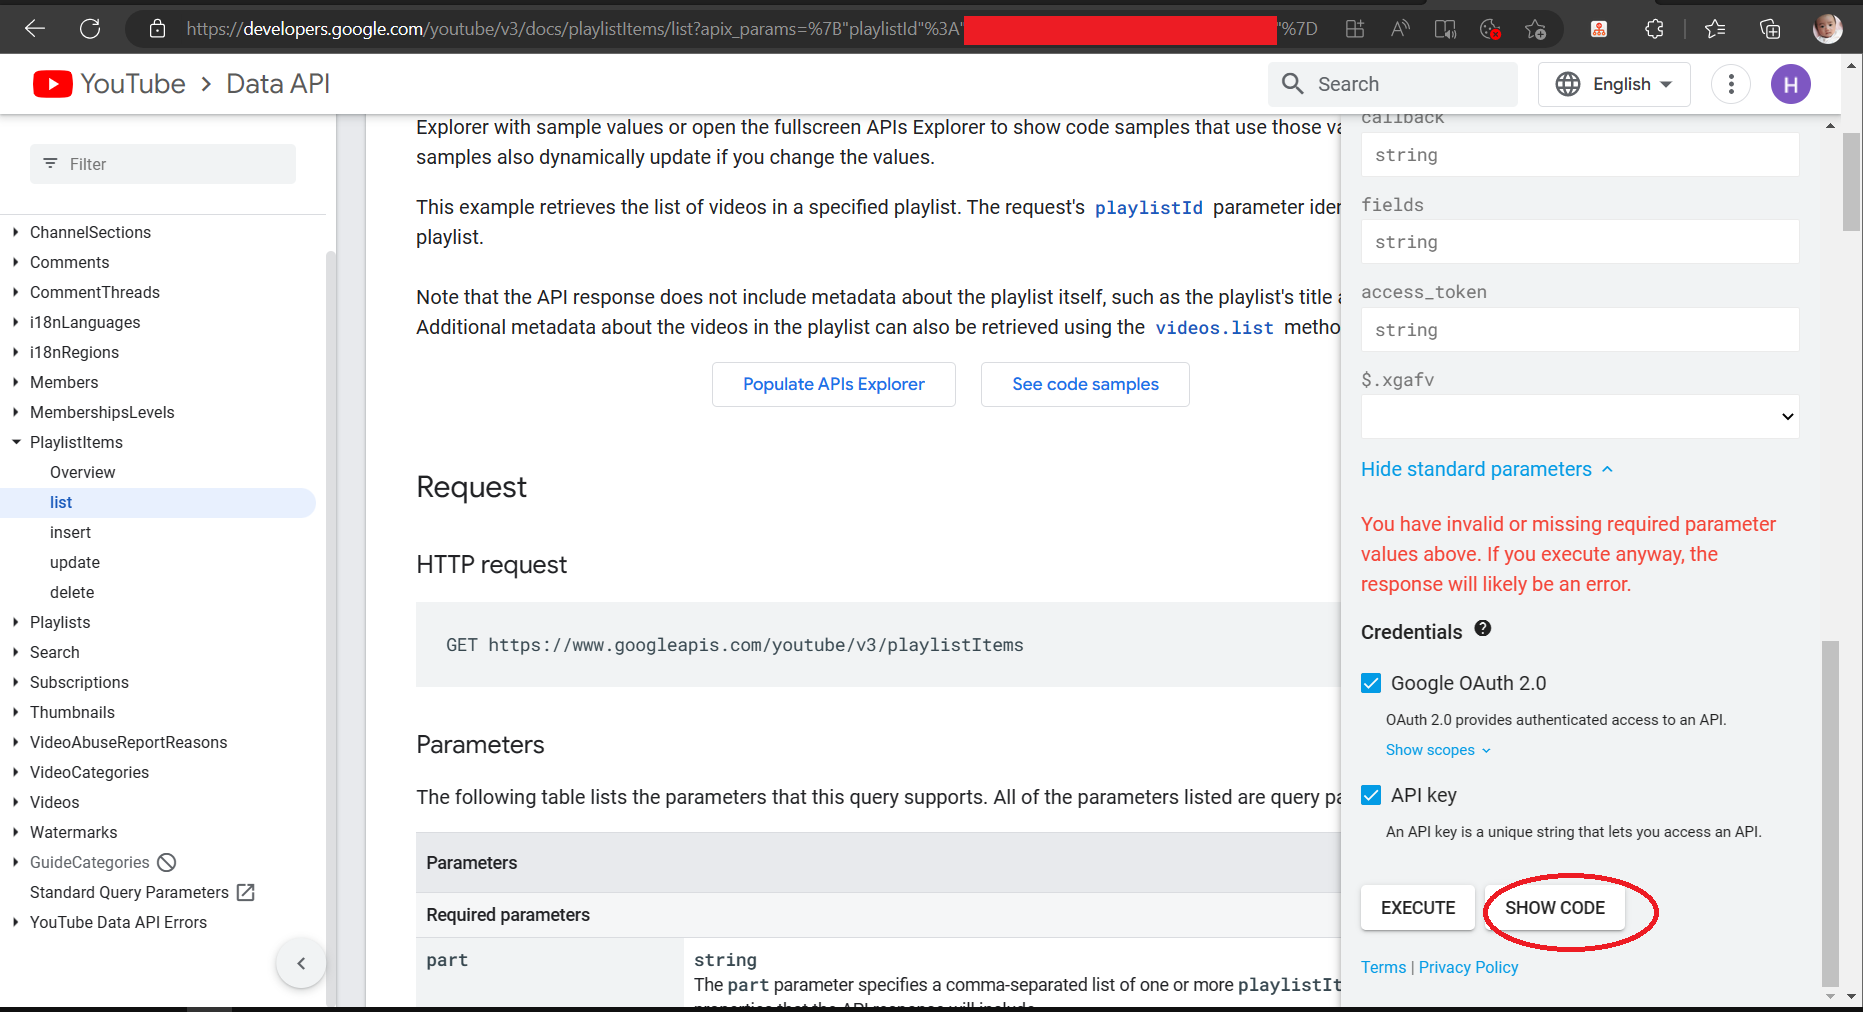 https://developers.google.com/youtube/v3/docs/playlistItems/list?apix_params=%7B"playlistId"%3A" "%7D
YouTube > Data API
Search
English
H
Filter
ChannelSections
Comments
CommentThreads
i18nLanguages
i18nRegions
Members
MembershipsLevels
PlaylistItems
Overview
list
insert
update
delete
Playlists
Search
Subscriptions
Thumbnails
VideoAbuseReportReasons
VideoCategories
Videos
Watermarks
GuideCategories
Standard Query Parameters
YouTube Data API Errors
Explorer with sample values or open the fullscreen APIs Explorer to show code samples that use those va
samples also dynamically update if you change the values.
This example retrieves the list of videos in a specified playlist. The request's playlistId parameter iden
playlist.
Note that the API response does not include metadata about the playlist itself, such as the playlist's title a
Additional metadata about the videos in the playlist can also be retrieved using the videos.list metho
Populate APIs Explorer
See code samples
Request
HTTP request
GET https://www.googleapis.com/youtube/v3/playlistItems
Parameters
The following table lists the parameters that this query supports. All of the parameters listed are query pa
Parameters
Required parameters
part
string
The part parameter specifies a comma-separated list of one or more playlistIt
properties that the API response will include.
callback
string
fields
string
access_token
string
$.xgafv
Hide standard parameters
You have invalid or missing required parameter
values above. If you execute anyway, the
response will likely be an error.
Credentials
Google OAuth 2.0
OAuth 2.0 provides authenticated access to an API.
Show scopes
API key
An API key is a unique string that lets you access an API.
EXECUTE
SHOW CODE
Terms | Privacy Policy